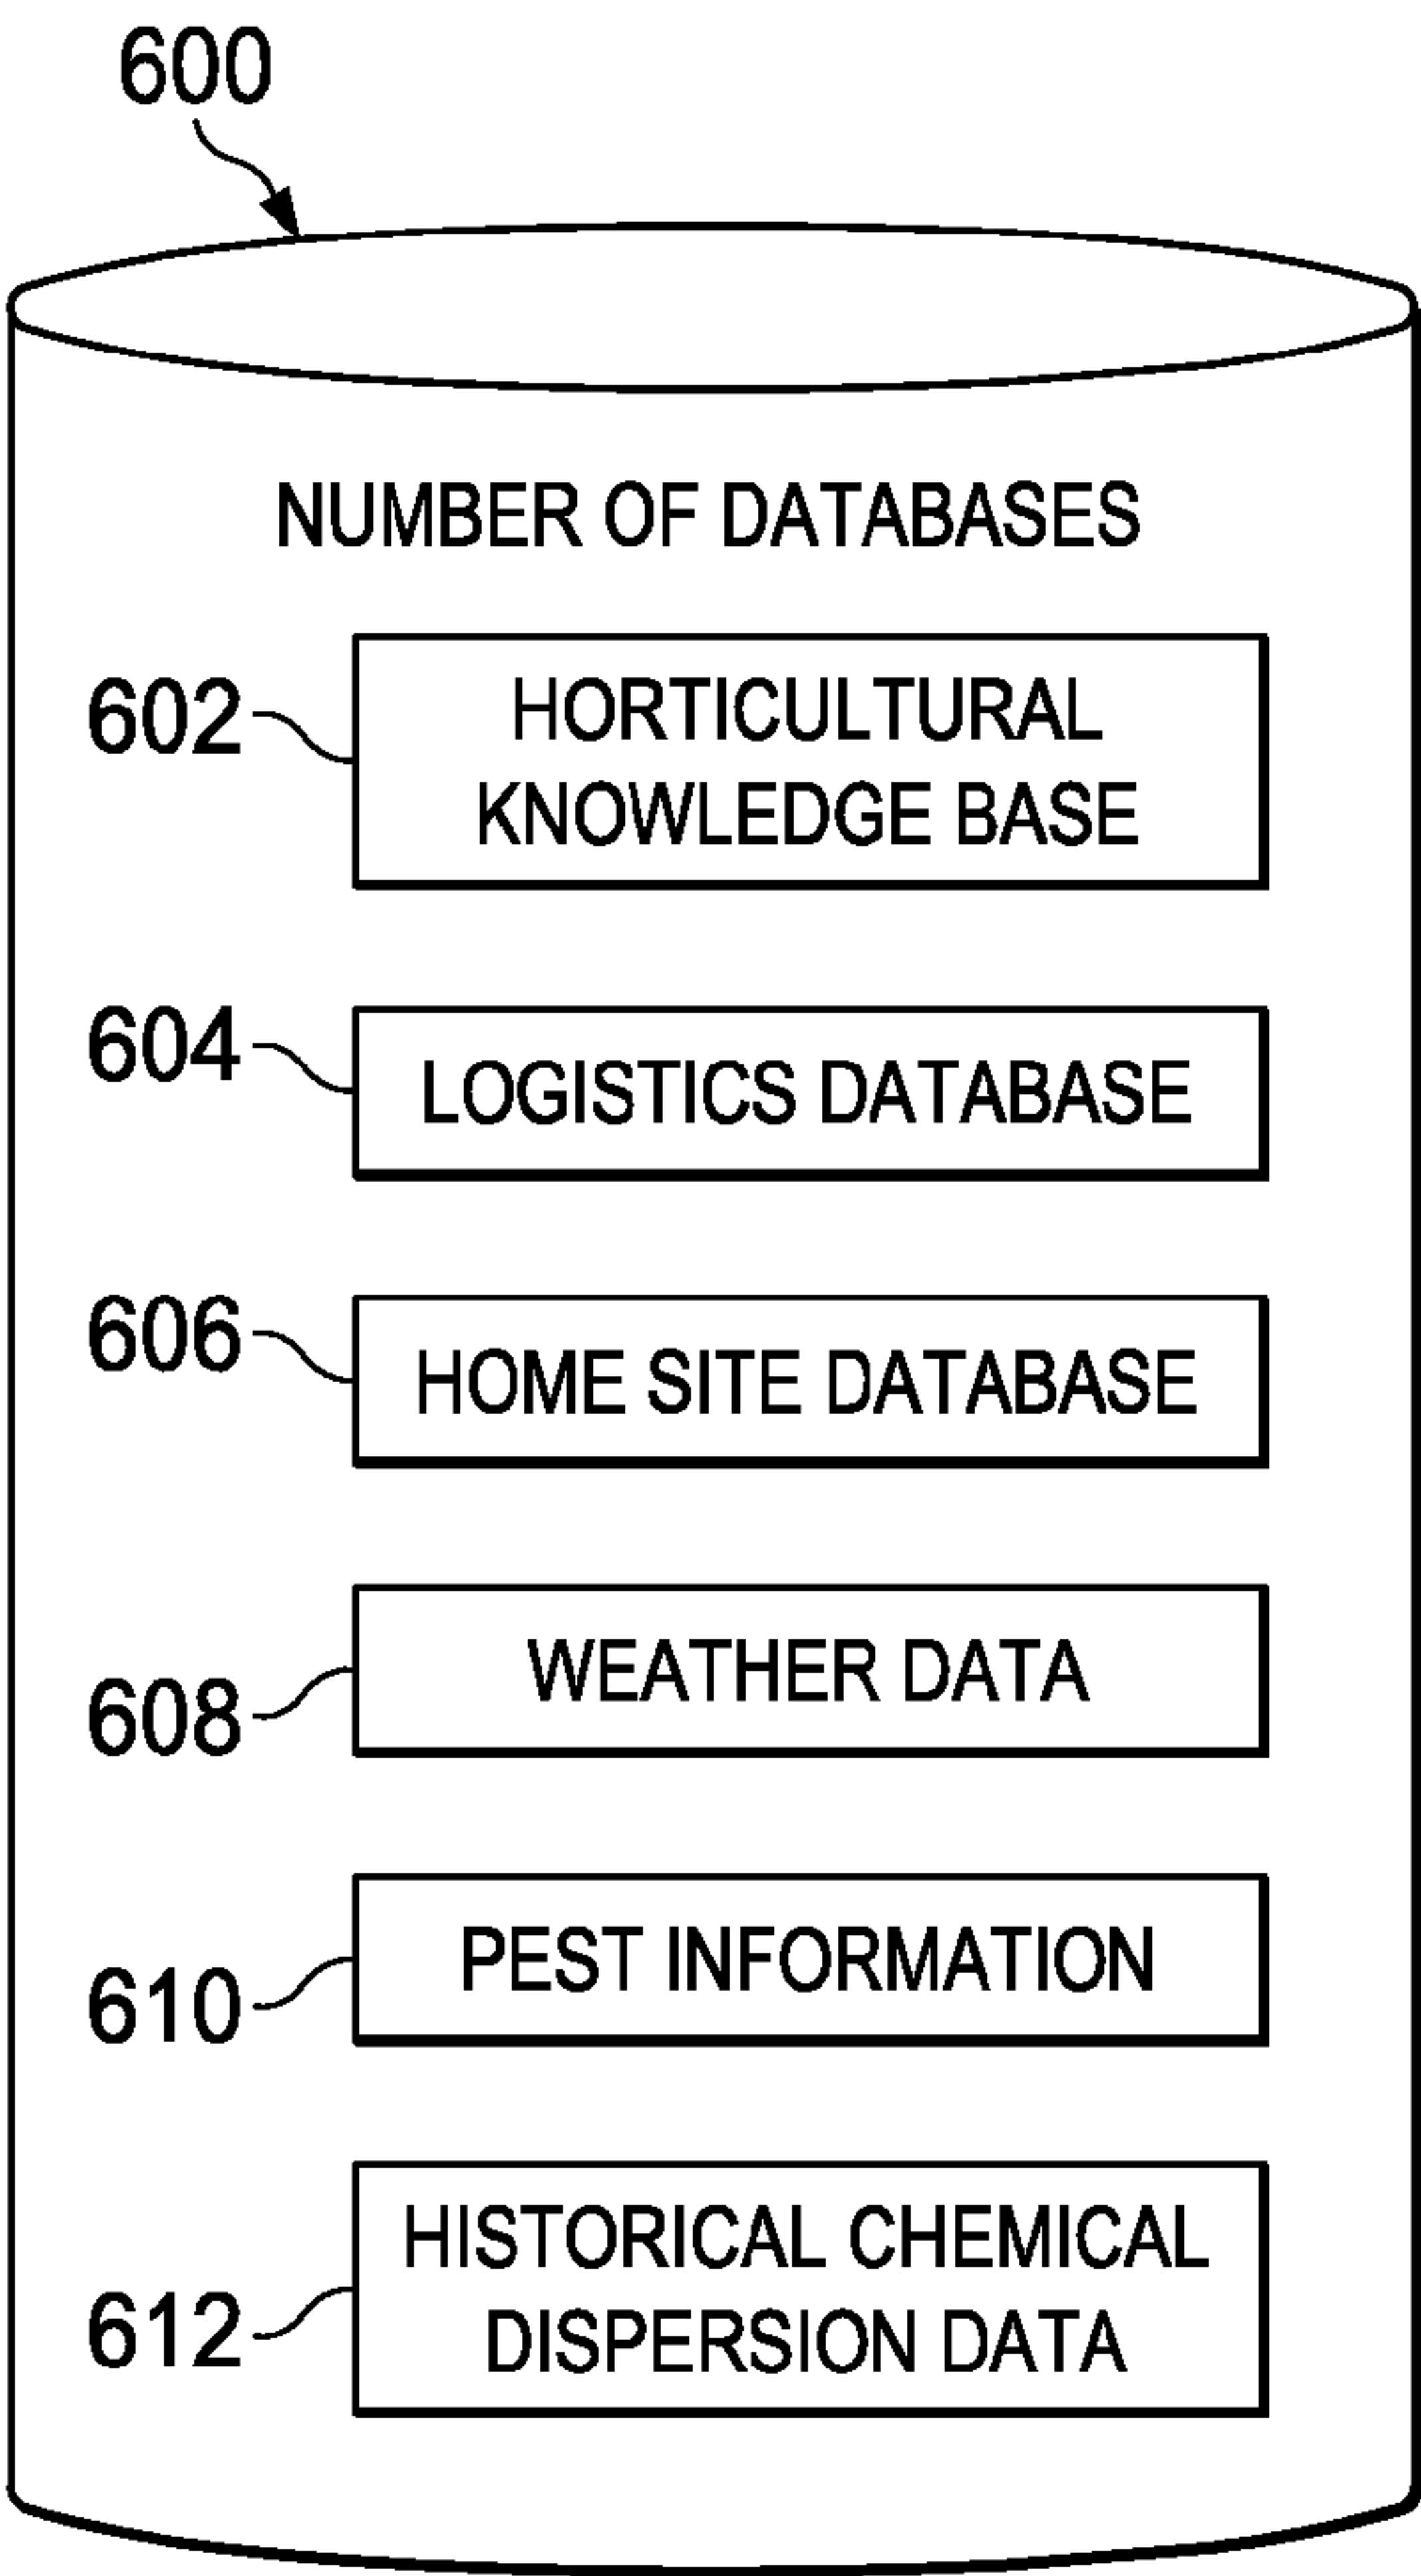 600
NUMBER OF DATABASES
602
HORTICULTURAL
KNOWLEDGE BASE
604
LOGISTICS DATABASE
606
HOME SITE DATABASE
608
WEATHER DATA
610
PEST INFORMATION
612
HISTORICAL CHEMICAL
DISPERSION DATA